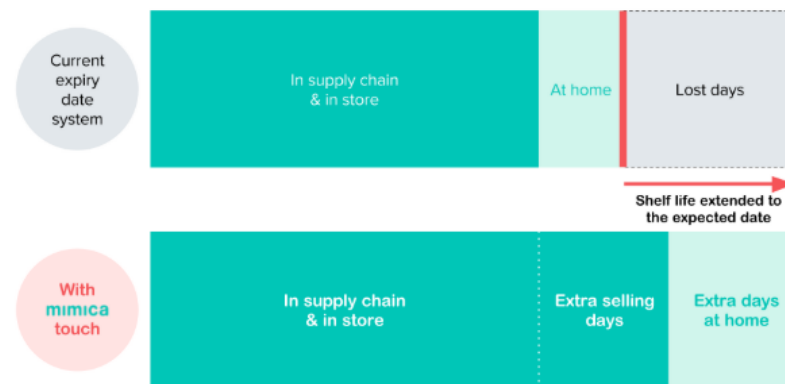 Current
expiry
date
system
In supply chain
& in store
At home
Lost days
Shelf life extended to
the expected date
With
mimica
touch
In supply chain
& in store
Extra selling
days
Extra days
at home